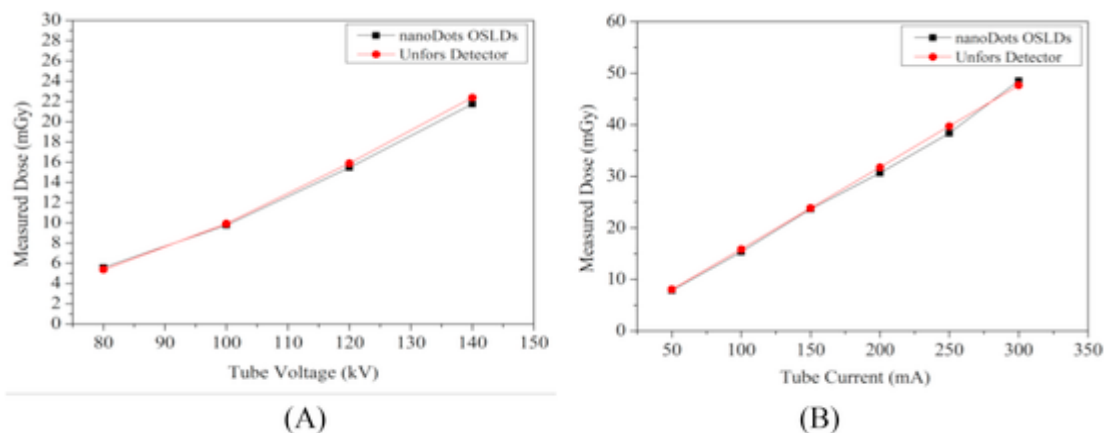 30
28
26
24
22
20
18
16
14
12
10
8
6
4
2
0
Measured Dose (mGy)
nanoDots OSLDs
Unfors Detector
80 90 100 110 120 130 140 150
Tube Voltage (kV)
(A)
60
50
40
30
20
10
0
Measured Dose (mGy)
nanoDots OSLDs
Unfors Detector
50 100 150 200 250 300 350
Tube Current (mA)
(B)